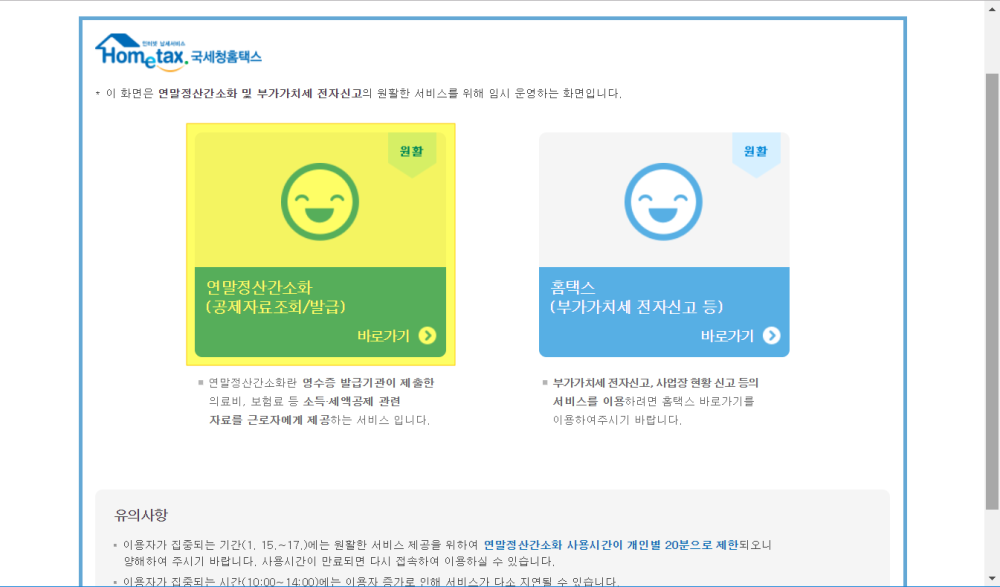 인터넷 납세서비스
Hometax. 국세청홈택스
* 이 화면은 연말정산간소화 및 부가가치세 전자신고의 원활한 서비스를 위해 임시 운영하는 화면입니다.
원활
연말정산간소화
(공제자료조회/발급)
바로가기
연말정산간소화란 영수증 발급기관이 제출한
의료비, 보험료 등 소득·세액공제 관련
자료를 근로자에게 제공하는 서비스 입니다.
원활
홈택스
(부가가치세 전자신고 등)
바로가기
부가가치세 전자신고, 사업장 현황 신고 등의
서비스를 이용하려면 홈택스 바로가기를
이용하여주시기 바랍니다.
유의사항
이용자가 집중되는 기간(1. 15.~17.)에는 원활한 서비스 제공을 위하여 연말정산간소화 사용시간이 개인별 20분으로 제한되오니
양해하여 주시기 바랍니다. 사용시간이 만료되면 다시 접속하여 이용하실 수 있습니다.
이용자가 집중되는 시간(10:00~14:00)에는 이용자 증가로 인해 서비스가 다소 지연될 수 있습니다.